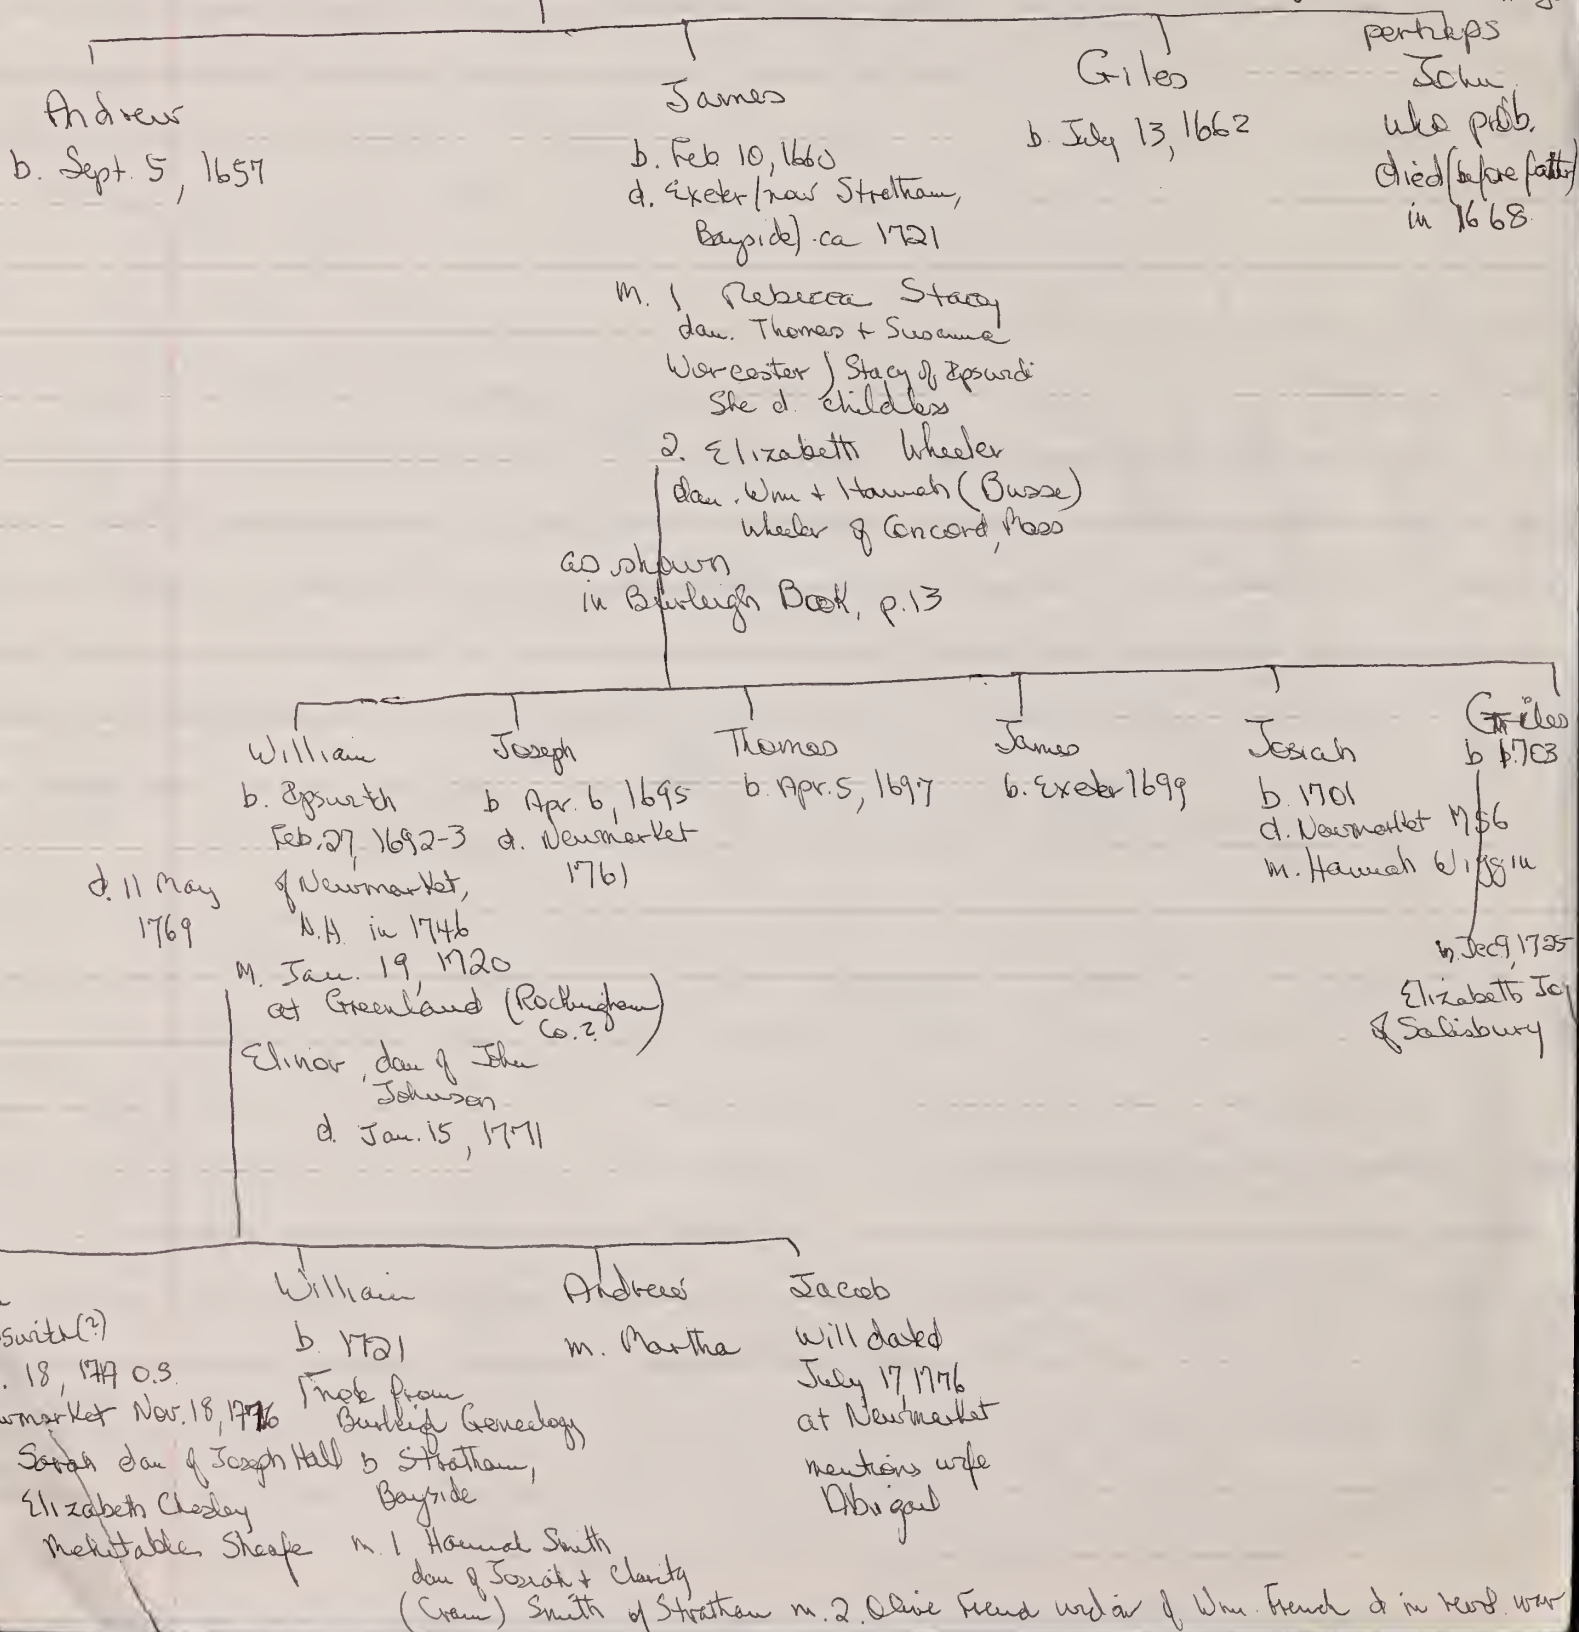 Andrew
b. Sept. 5, 1657
James
b. Feb 10, 1660
d. Exeter (now Stratham,
Bayside) ca 1721
m. 1 Rebecca Stacy
dau. Thomas + Susanna
Worcester) Stacy of Ipswich
She d. childless
2. Elizabeth Wheeler
dau. Wm + Hannah (Busse)
Wheeler of Concord, Mass
as shown
in Burleigh Book, p.13
Giles
b. July 13, 1662
perhaps
John
who prob.
died (before father)
in 1668
William
b. Ipswich
Feb. 27, 1692-3
of Newmarket,
N.H. in 1746
d. 11 May
1769
m. Jan. 19, 1720
at Greenland (Rockingham
Co.?)
Elinor, dau of John
Johnson
d. Jan. 15, 1771
Joseph
b Apr. 6, 1695
d. Newmarket
1761
Thomas
b. Apr. 5, 1697
James
b. Exeter 1699
Josiah
b. 1701
d. Newmarket 1756
m. Hannah Wiggin
Giles
b 1703
m. Dec 9, 1725
Elizabeth Joy
of Salisbury
swith(?)
. 18, O.S.
wmarket Nov. 18, 1776
Sarah dau of Joseph Hall
Elizabeth Chesley
Mehitable Sheafe
William
b. 1721
note from
Burleigh Genealogy
b Stratham,
Bayside
m. 1 Hannah Smith
dau of Josiah + Charity
(Cram) Smith of Stratham m. 2. Olive French widow of Wm. French d in revol. war
Andrew
m. Martha
Jacob
will dated
July 17, 1776
at Newmarket
mentions wife
Abigail